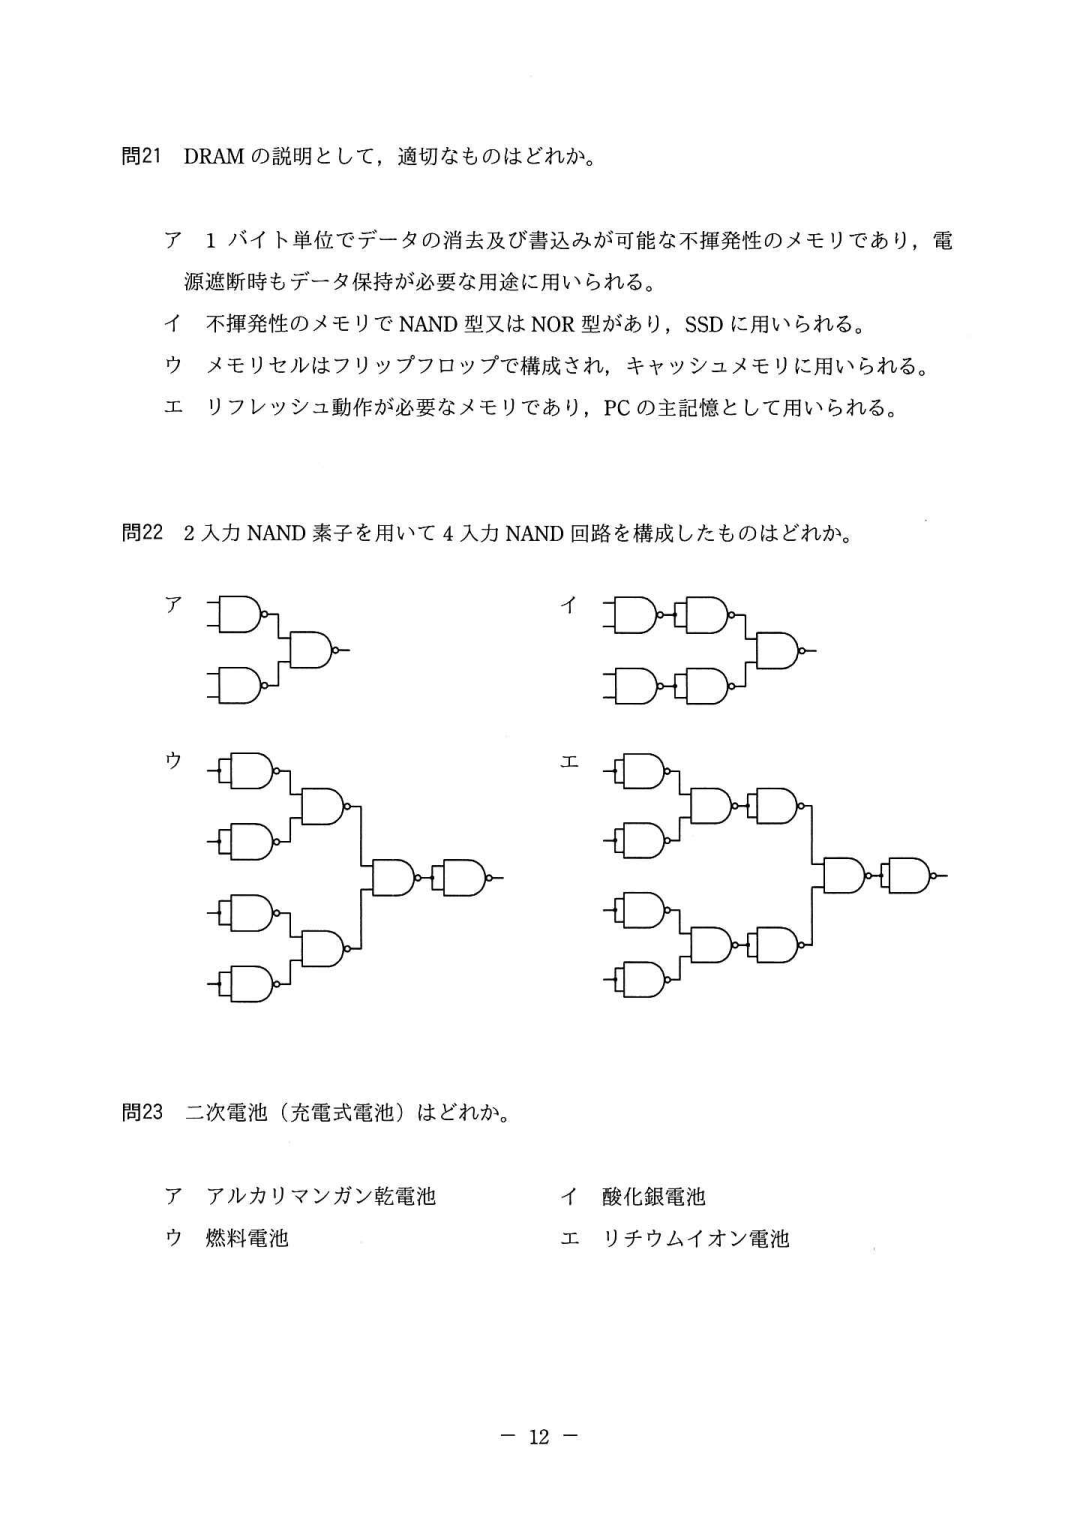 問21 DRAM の説明として，適切なものはどれか。
ア 1 バイト単位でデータの消去及び書込みが可能な不揮発性のメモリであり，電
源遮断時もデータ保持が必要な用途に用いられる。
イ 不揮発性のメモリで NAND 型又は NOR 型があり，SSD に用いられる。
ウ メモリセルはフリップフロップで構成され，キャッシュメモリに用いられる。
エ リフレッシュ動作が必要なメモリであり，PC の主記憶として用いられる。
問22 2 入力 NAND 素子を用いて 4 入力 NAND 回路を構成したものはどれか。
ア イ
ウ エ
問23 二次電池（充電式電池）はどれか。
ア アルカリマンガン乾電池 イ 酸化銀電池
ウ 燃料電池 エ リチウムイオン電池
－ 12 －